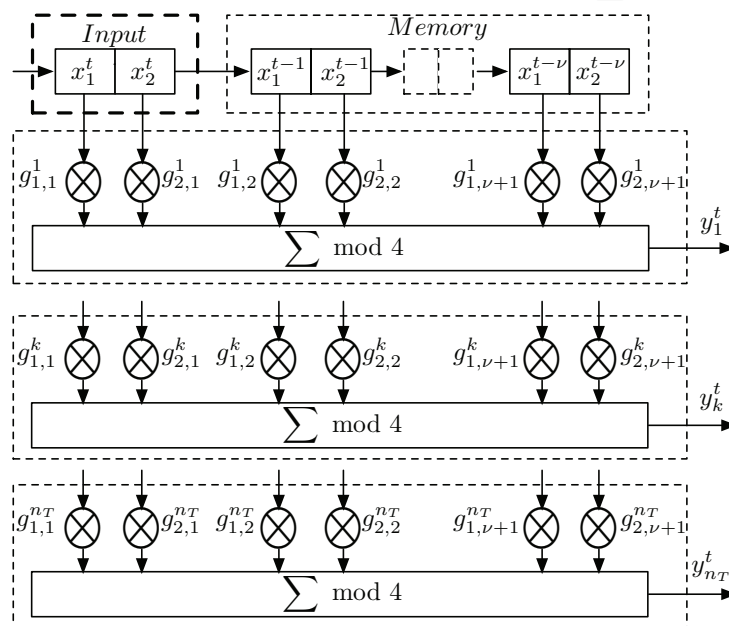 Input Memory
x_1^t x_2^t x_1^{t-1} x_2^{t-1} x_1^{t-ν} x_2^{t-ν}
g_{1,1}^1 g_{2,1}^1 g_{1,2}^1 g_{2,2}^1 g_{1,ν+1}^1 g_{2,ν+1}^1
∑ mod 4 y_1^t
g_{1,1}^k g_{2,1}^k g_{1,2}^k g_{2,2}^k g_{1,ν+1}^k g_{2,ν+1}^k
∑ mod 4 y_k^t
g_{1,1}^{n_T} g_{2,1}^{n_T} g_{1,2}^{n_T} g_{2,2}^{n_T} g_{1,ν+1}^{n_T} g_{2,ν+1}^{n_T}
∑ mod 4 y_{n_T}^t